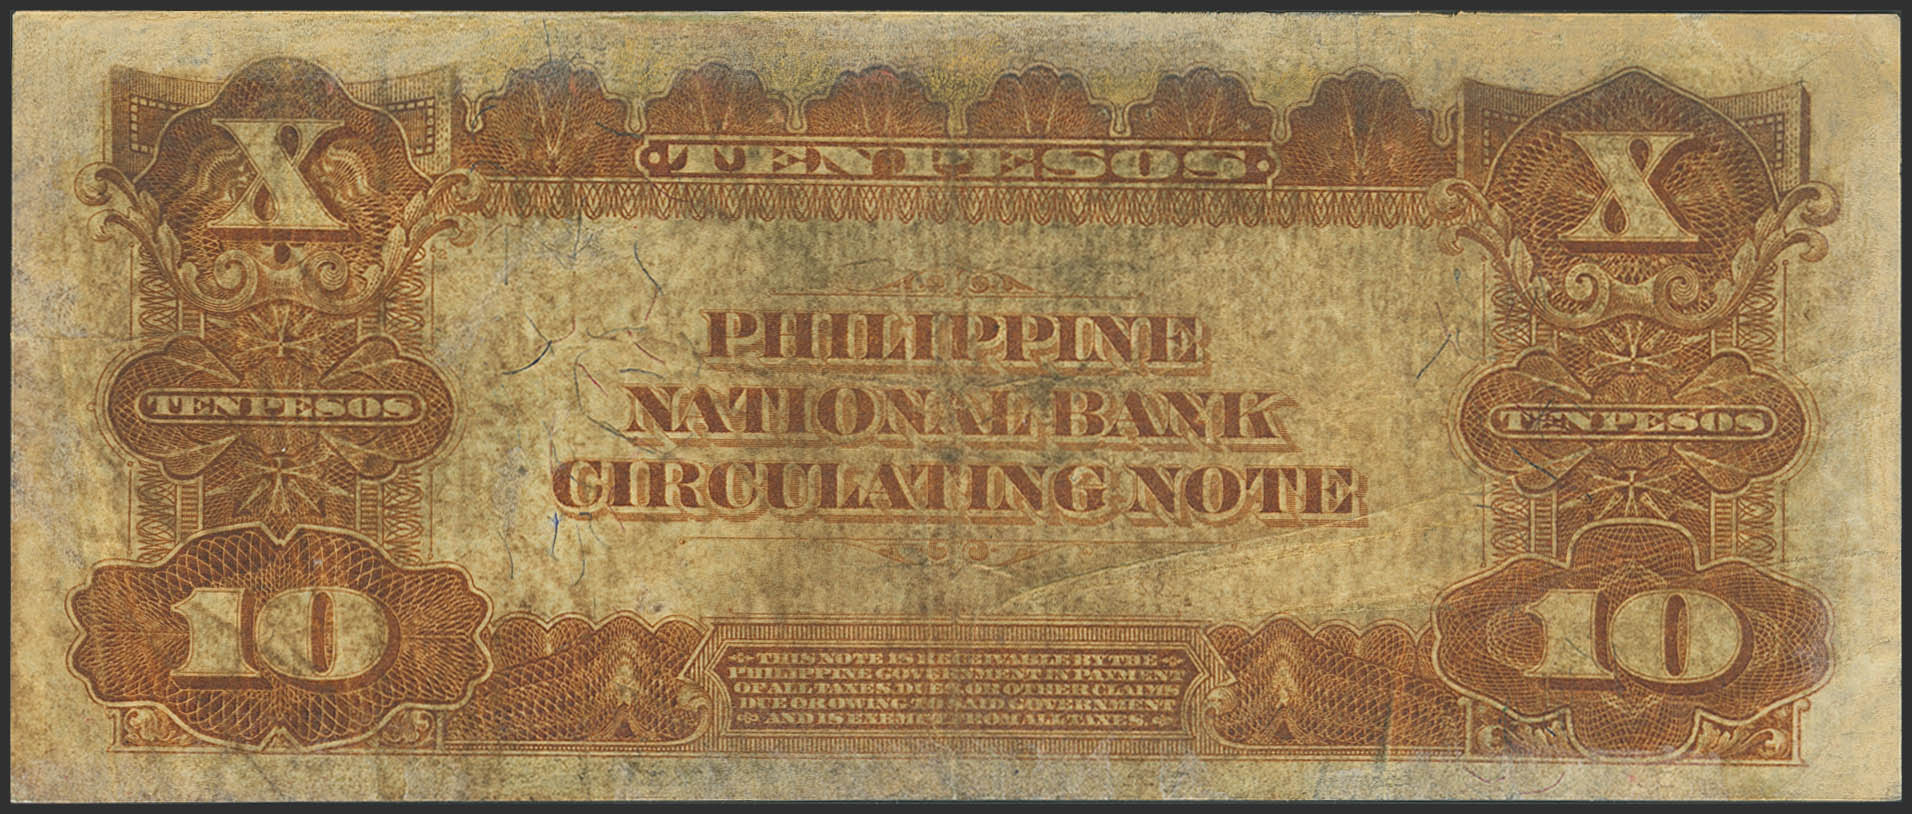 X
TEN PESOS
X
PHILIPPINE
NATIONAL BANK
CIRCULATING NOTE
TEN PESOS
TEN PESOS
10
10
THIS NOTE IS RECEIVABLE BY THE
PHILIPPINE GOVERNMENT IN PAYMENT
OF ALL TAXES DUES OR OTHER CLAIMS
DUE OR OWING TO SAID GOVERNMENT
AND IS EXEMPT FROM ALL TAXES.